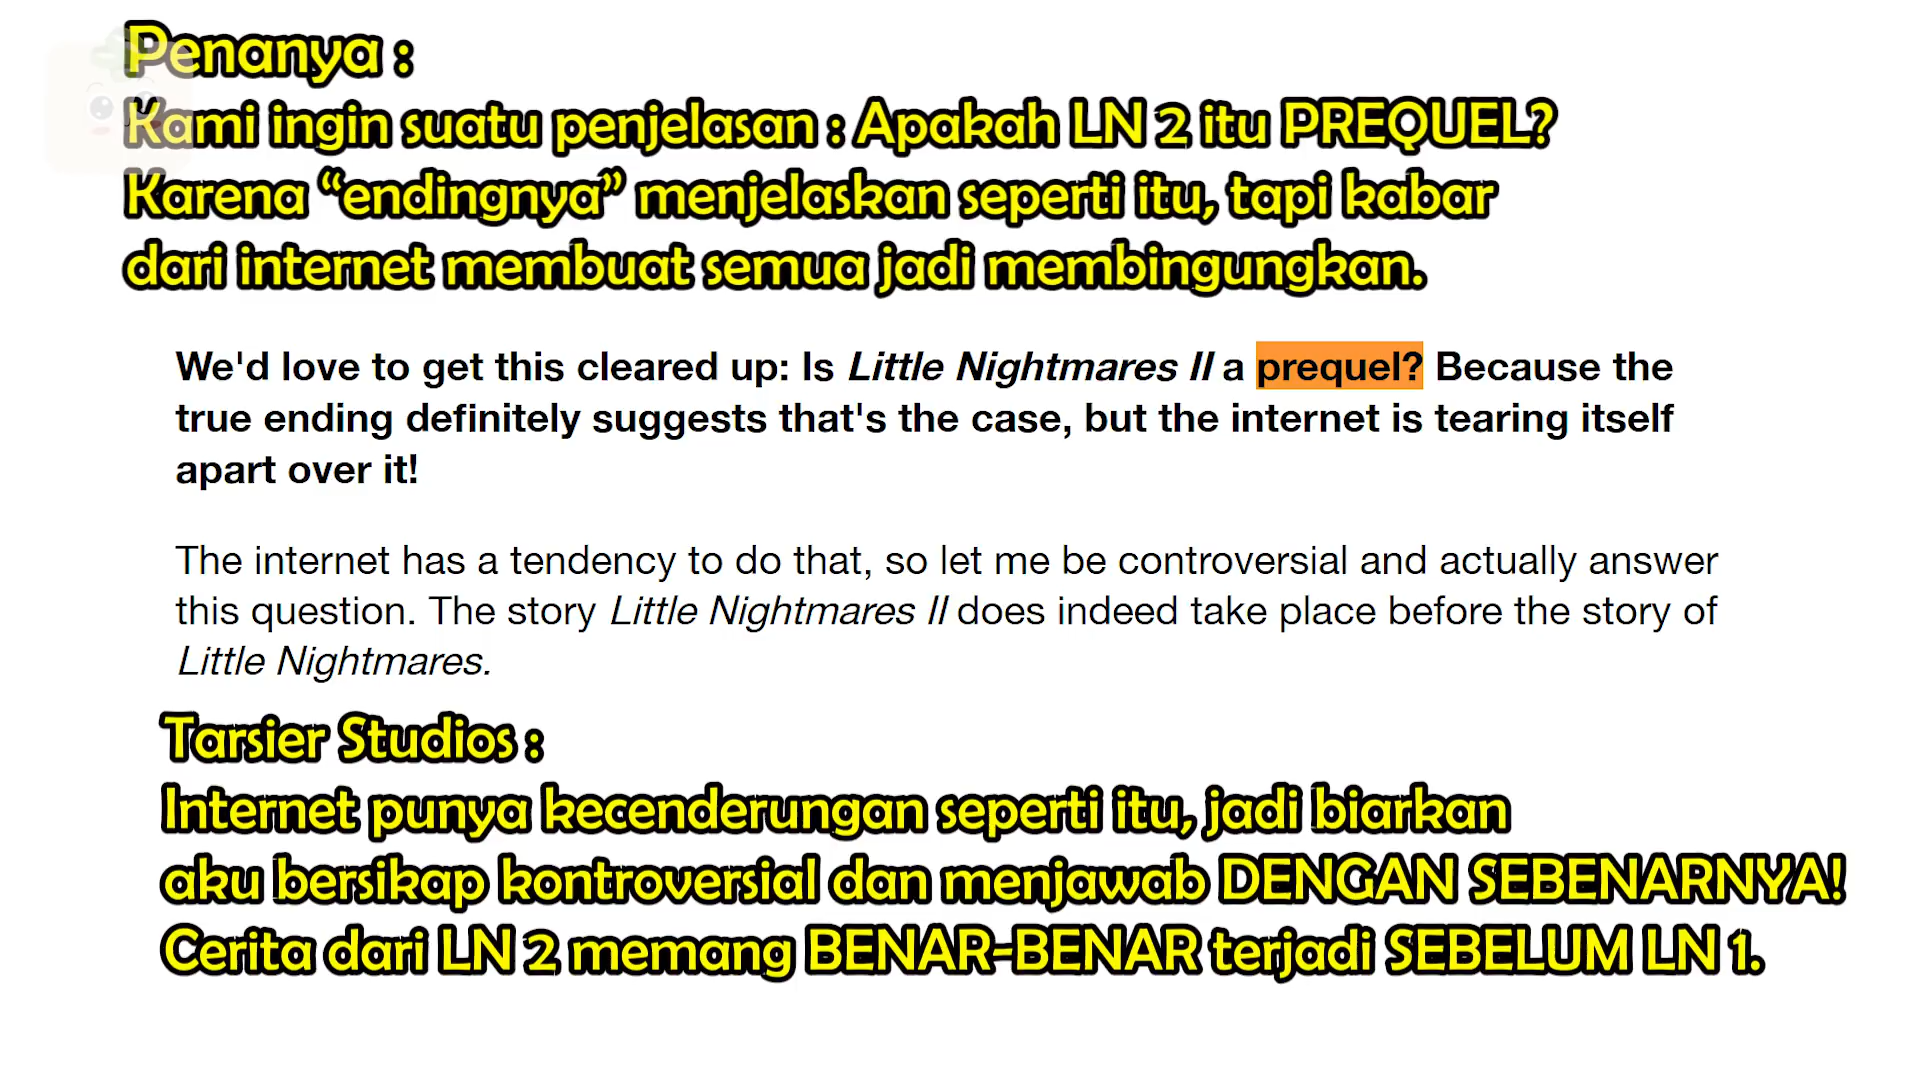 Penanya :
Kami ingin suatu penjelasan : Apakah LN 2 itu PREQUEL?
Karena “endingnya” menjelaskan seperti itu, tapi kabar
dari internet membuat semua jadi membingungkan.
We'd love to get this cleared up: Is Little Nightmares II a prequel? Because the
true ending definitely suggests that's the case, but the internet is tearing itself
apart over it!
The internet has a tendency to do that, so let me be controversial and actually answer
this question. The story Little Nightmares II does indeed take place before the story of
Little Nightmares.
Tarsier Studios :
Internet punya kecenderungan seperti itu, jadi biarkan
aku bersikap kontroversial dan menjawab DENGAN SEBENARNYA!
Cerita dari LN 2 memang BENAR-BENAR terjadi SEBELUM LN 1.